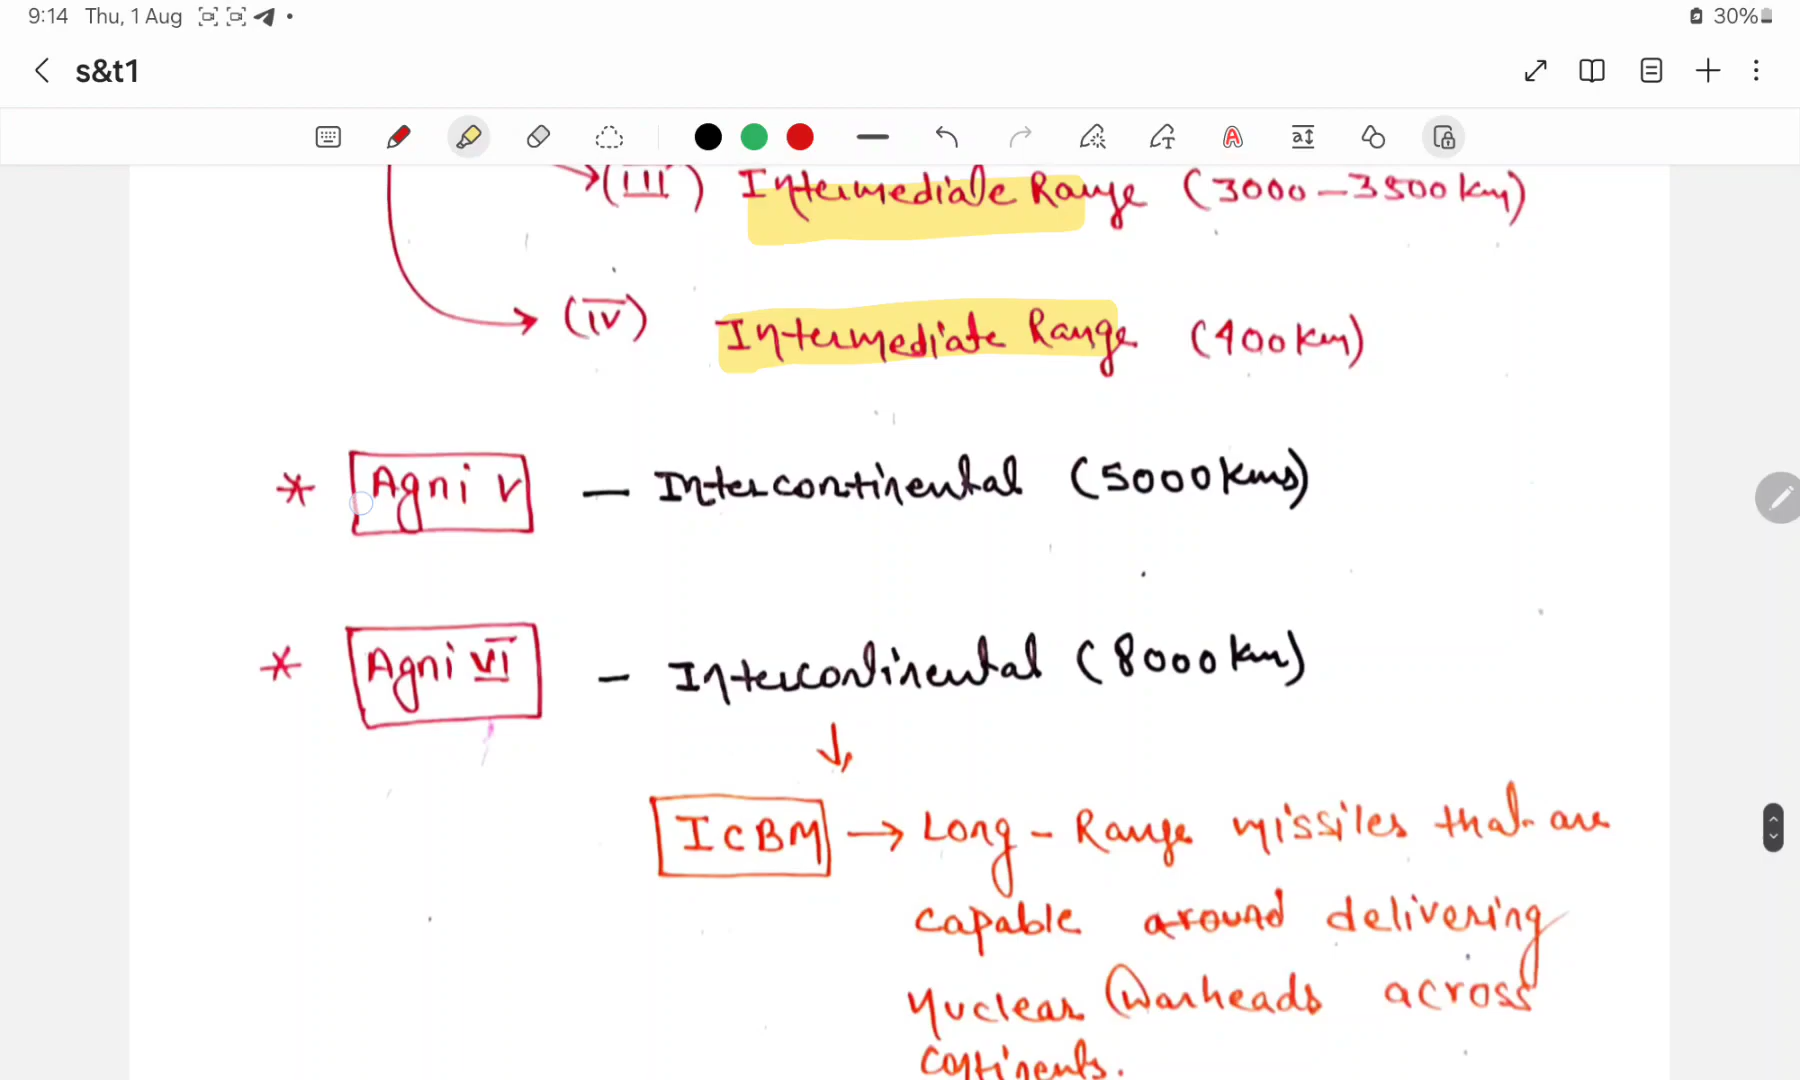 9:14 Thu, 1 Aug
30%
s&t1
(III) Intermediate Range (3000-3500 km)
(IV) Intermediate Range (400 km)
* Agni V — Intercontinental (5000 kms)
* Agni VI — Intercontinental (8000 km)
ICBM → Long-Range missiles that are
capable around delivering
nuclear warheads across
continents.